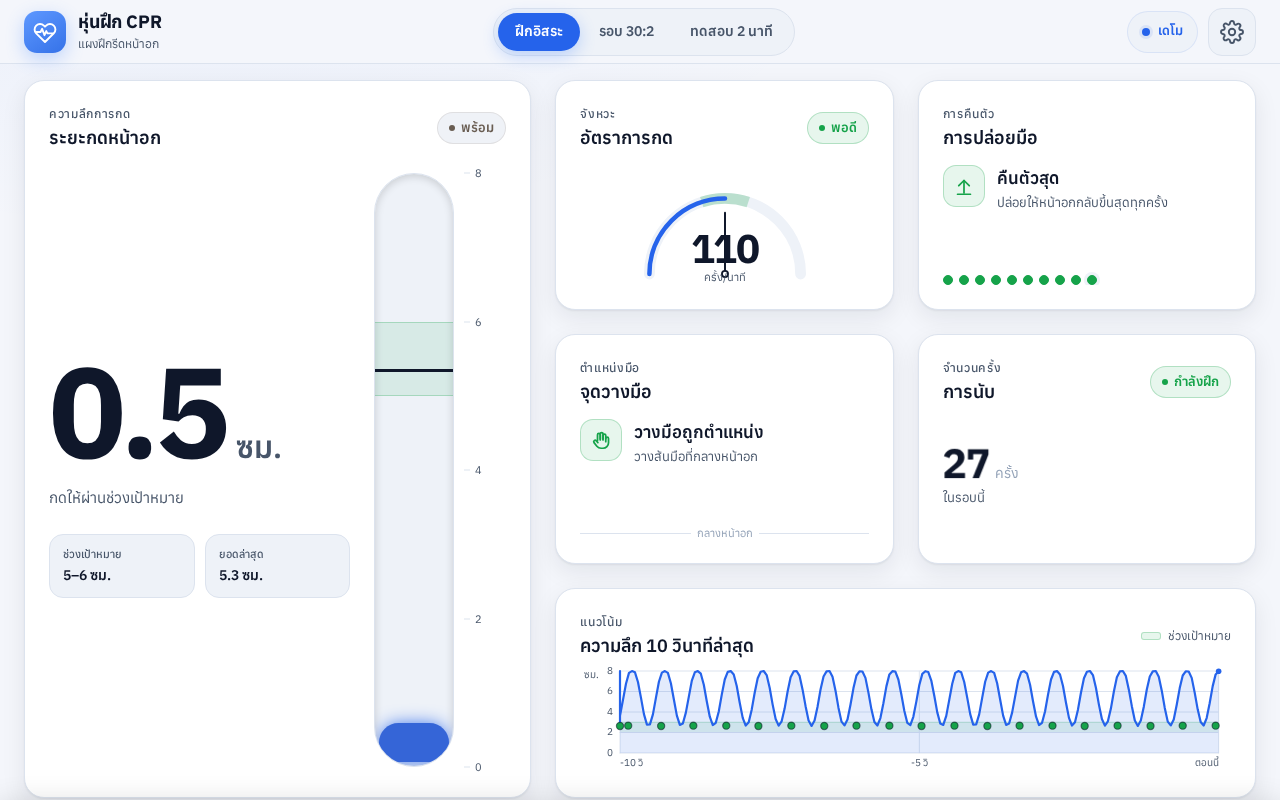 หุ่นฝึก CPR
แผงฝึกรีดหน้าอก
ฝึกอิสระ
รอบ 30:2
ทดสอบ 2 นาที
เดโม
ความลึกการกด
ระยะกดหน้าอก
พร้อม
8
6
4
2
0
0.5 ซม.
กดให้ผ่านช่วงเป้าหมาย
ช่วงเป้าหมาย
5–6 ซม.
ยอดล่าสุด
5.3 ซม.
จังหวะ
อัตราการกด
พอดี
110
ครั้ง/นาที
การคืนตัว
การปล่อยมือ
คืนตัวสุด
ปล่อยให้หน้าอกกลับขึ้นสุดทุกครั้ง
ตำแหน่งมือ
จุดวางมือ
วางมือถูกตำแหน่ง
วางส้นมือที่กลางหน้าอก
กลางหน้าอก
จำนวนครั้ง
การนับ
กำลังฝึก
27 ครั้ง
ในรอบนี้
แนวโน้ม
ความลึก 10 วินาทีล่าสุด
ช่วงเป้าหมาย
ซม.
8
6
4
2
0
-10 วิ
-5 วิ
ตอนนี้